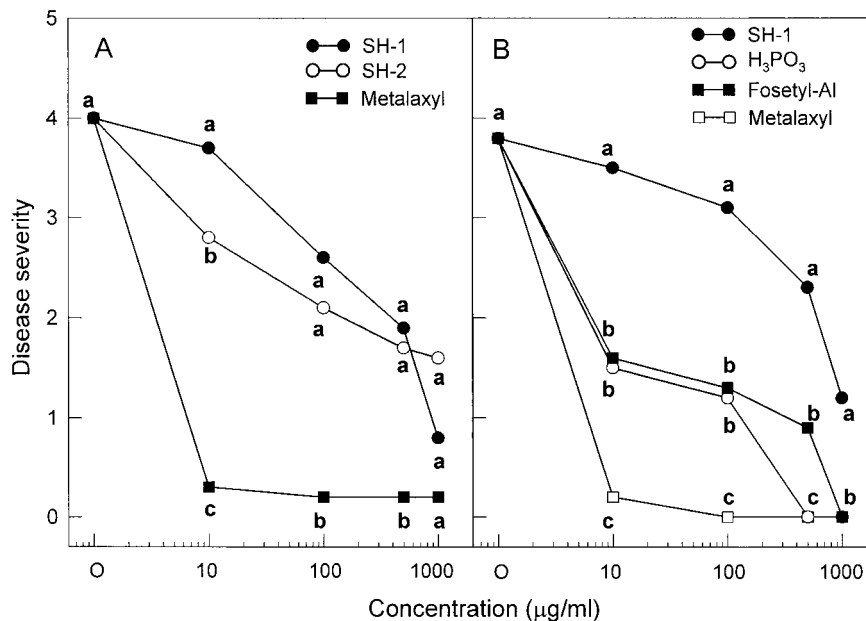 A
SH-1
SH-2
Metalaxyl
B
SH-1
H₃PO₃
Fosetyl-Al
Metalaxyl
Disease severity
5
4
3
2
1
0
a
a
b
a
a
a
a
a
a
c
b
b
a
a
a
a
a
a
b
b
b
b
b
c
b
c
c
O
10
100
1000
O
10
100
1000
Concentration (μg/ml)